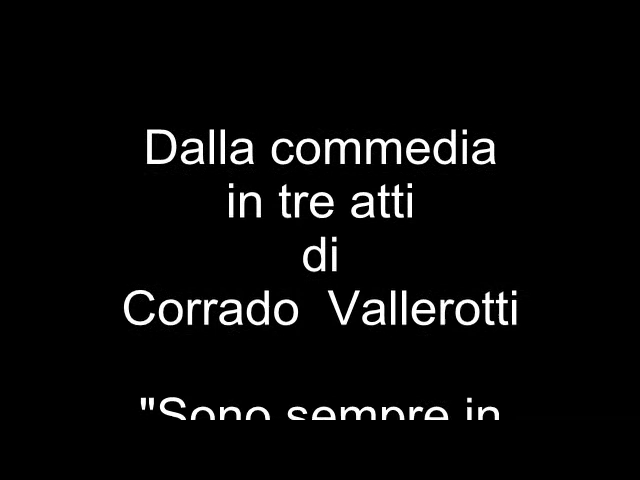 Dalla commedia
in tre atti
di
Corrado Vallerotti
"Sono sempre in